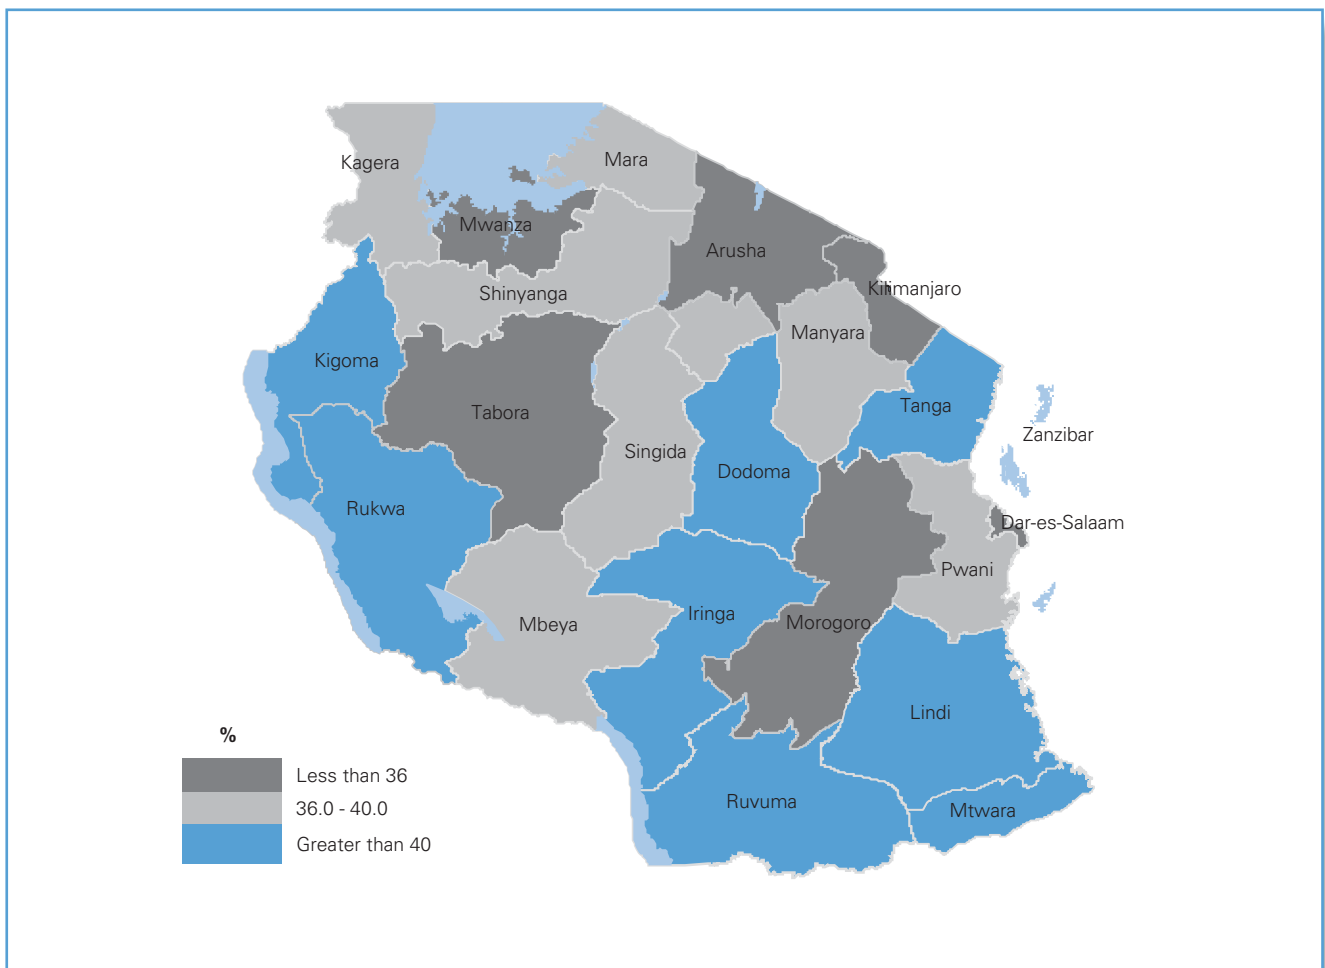 Kagera
Mara
Mwanza
Arusha
Kilimanjaro
Shinyanga
Manyara
Kigoma
Tabora
Tanga
Zanzibar
Singida
Dodoma
Rukwa
Dar-es-Salaam
Pwani
Iringa
Mbeya
Morogoro
Lindi
Ruvuma
Mtwara
%
Less than 36
36.0 - 40.0
Greater than 40